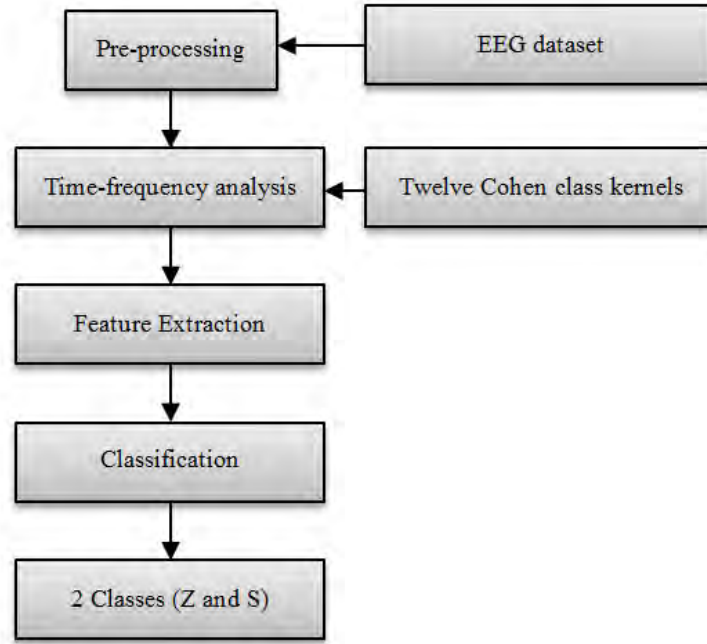 Pre-processing
EEG dataset
Time-frequency analysis
Twelve Cohen class kernels
Feature Extraction
Classification
2 Classes (Z and S)